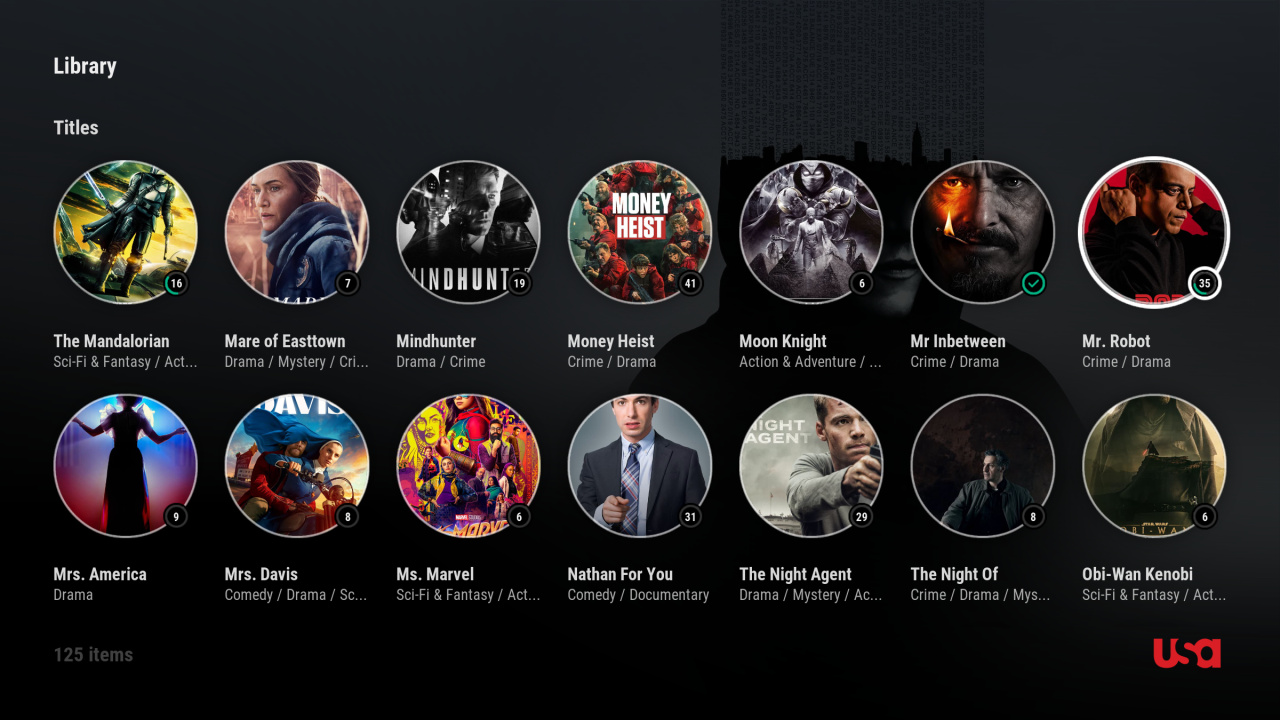 Library
Titles
MINDHUNTER
MONEY
HEIST
16
7
19
41
6
35
The Mandalorian
Sci-Fi & Fantasy / Act...
Mare of Easttown
Drama / Mystery / Cri...
Mindhunter
Drama / Crime
Money Heist
Crime / Drama
Moon Knight
Action & Adventure / ...
Mr Inbetween
Crime / Drama
Mr. Robot
Crime / Drama
DAVIS
NIGHT
AGENT
MARVEL
OBI-WAN
9
8
6
31
29
8
6
Mrs. America
Drama
Mrs. Davis
Comedy / Drama / Sc...
Ms. Marvel
Sci-Fi & Fantasy / Act...
Nathan For You
Comedy / Documentary
The Night Agent
Drama / Mystery / Ac...
The Night Of
Crime / Drama / Mys...
Obi-Wan Kenobi
Sci-Fi & Fantasy / Act...
125 items
usa